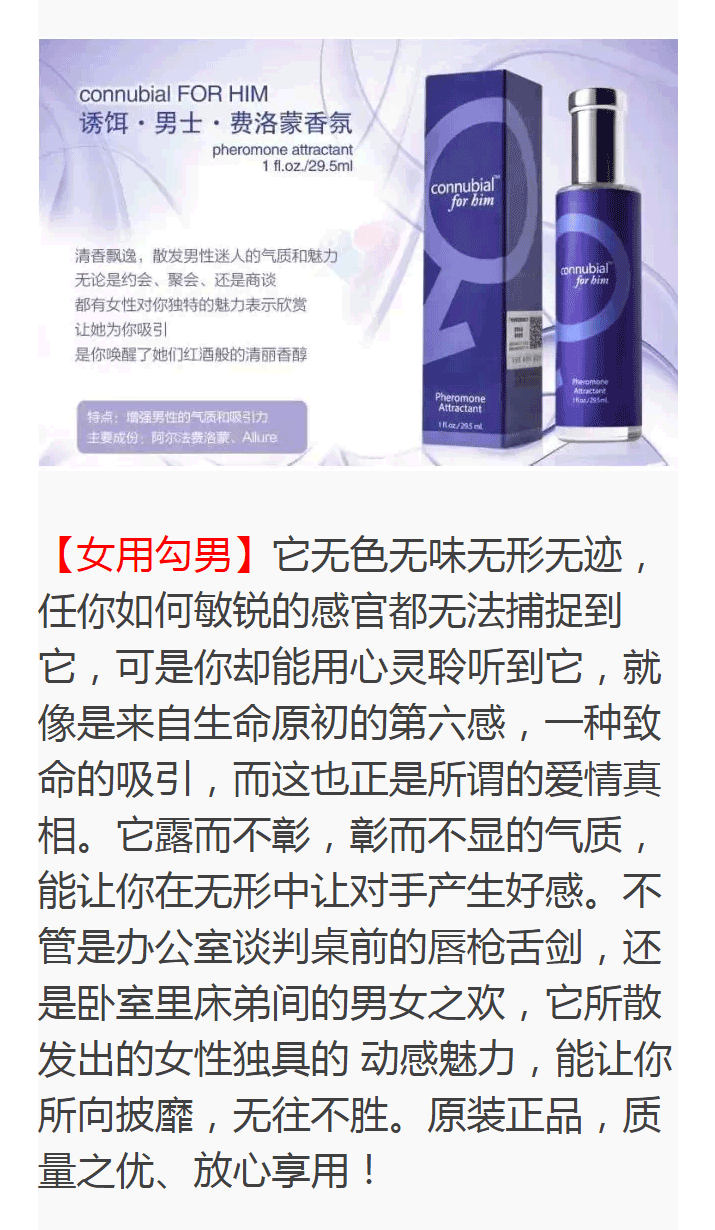 connubial FOR HIM
诱饵·男士·费洛蒙香氛
pheromone attractant
1 fl.oz./29.5ml
清香飘逸，散发男性迷人的气质和魅力
无论是约会、聚会、还是商谈
都有女性对你独特的魅力表示欣赏
让她为你吸引
是你唤醒了她们红酒般的清丽香醇
特点：增强男性的气质和吸引力
主要成份：阿尔法费洛蒙、Allure
connubial™
for him
Pheromone
Attractant
1 fl.oz./29.5 ml.
connubial™
for him
Pheromone
Attractant
1 fl.oz./29.5ml.
【女用勾男】它无色无味无形无迹，
任你如何敏锐的感官都无法捕捉到
它，可是你却能用心灵聆听到它，就
像是来自生命原初的第六感，一种致
命的吸引，而这也正是所谓的爱情真
相。它露而不彰，彰而不显的气质，
能让你在无形中让对手产生好感。不
管是办公室谈判桌前的唇枪舌剑，还
是卧室里床弟间的男女之欢，它所散
发出的女性独具的 动感魅力，能让你
所向披靡，无往不胜。原装正品，质
量之优、放心享用！